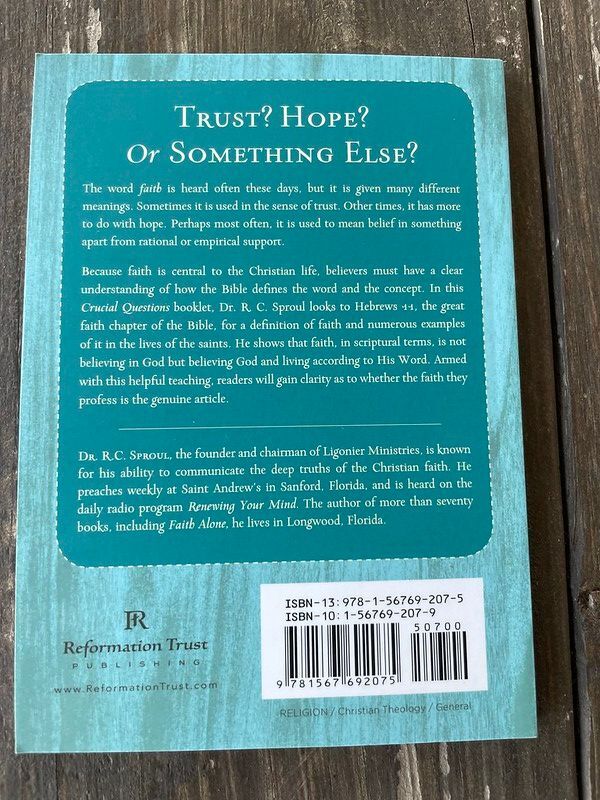 Trust? Hope?
Or Something Else?
The word faith is heard often these days, but it is given many different
meanings. Sometimes it is used in the sense of trust. Other times, it has more
to do with hope. Perhaps most often, it is used to mean belief in something
apart from rational or empirical support.
Because faith is central to the Christian life, believers must have a clear
understanding of how the Bible defines the word and the concept. In this
Crucial Questions booklet, Dr. R. C. Sproul looks to Hebrews 11, the great
faith chapter of the Bible, for a definition of faith and numerous examples
of it in the lives of the saints. He shows that faith, in scriptural terms, is not
believing in God but believing God and living according to His Word. Armed
with this helpful teaching, readers will gain clarity as to whether the faith they
profess is the genuine article.
Dr. R.C. Sproul, the founder and chairman of Ligonier Ministries, is known
for his ability to communicate the deep truths of the Christian faith. He
preaches weekly at Saint Andrew's in Sanford, Florida, and is heard on the
daily radio program Renewing Your Mind. The author of more than seventy
books, including Faith Alone, he lives in Longwood, Florida.
R
Reformation Trust
PUBLISHING
www.ReformationTrust.com
ISBN-13: 978-1-56769-207-5
ISBN-10: 1-56769-207-9
50700
9 781567 692075
RELIGION / Christian Theology / General